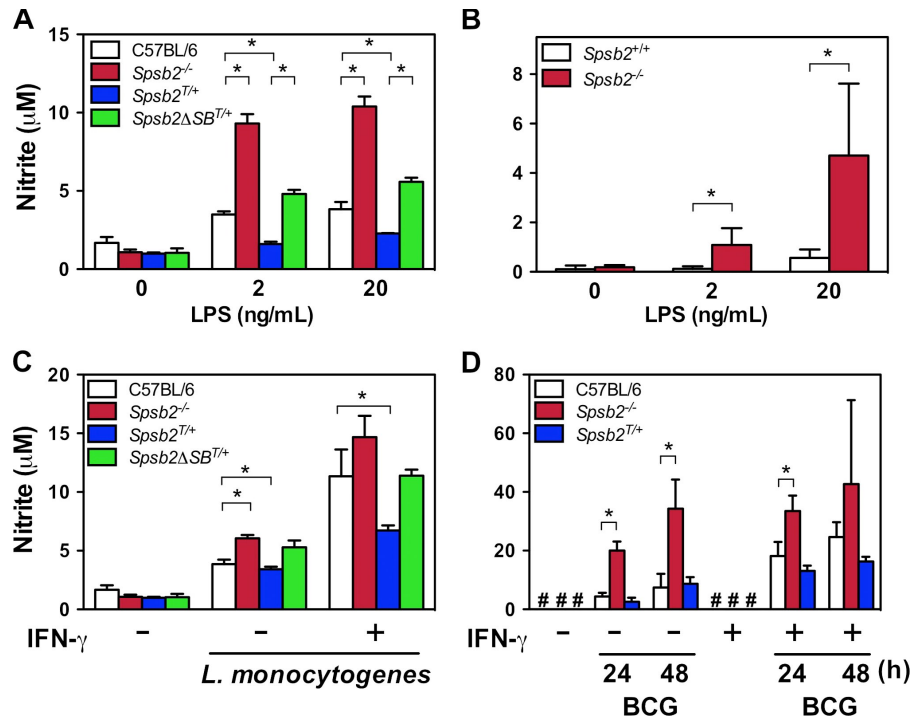 A
15
10
5
0
Nitrite (μM)
C57BL/6
Spsb2-/-
Spsb2T/+
Spsb2ΔSBT/+
* * * * * *
0 2 20
LPS (ng/mL)
B
8
6
4
2
0
Spsb2+/+
Spsb2-/-
* *
0 2 20
LPS (ng/mL)
C
20
15
10
5
0
Nitrite (μM)
C57BL/6
Spsb2-/-
Spsb2T/+
Spsb2ΔSBT/+
* * *
IFN-γ − − +
L. monocytogenes
D
80
60
40
20
0
C57BL/6
Spsb2-/-
Spsb2T/+
* * *
# # # # # #
IFN-γ − − − + + +
24 48 24 48 (h)
BCG BCG